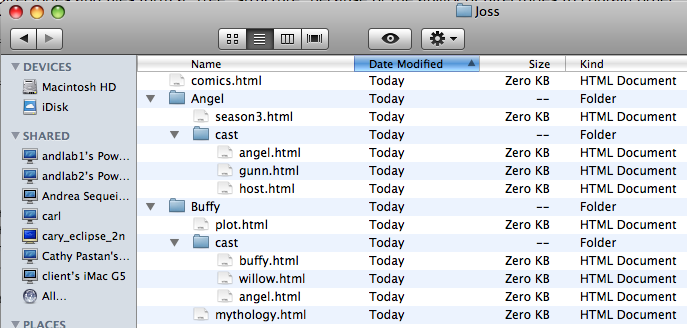 Joss
Name Date Modified Size Kind
DEVICES
Macintosh HD
iDisk
SHARED
andlab1's Pow...
andlab2's Pow...
Andrea Sequei...
carl
cary_eclipse_2n
Cathy Pastan's...
client's iMac G5
All...
PLACES
comics.html Today Zero KB HTML Document
Angel Today -- Folder
season3.html Today Zero KB HTML Document
cast Today -- Folder
angel.html Today Zero KB HTML Document
gunn.html Today Zero KB HTML Document
host.html Today Zero KB HTML Document
Buffy Today -- Folder
plot.html Today Zero KB HTML Document
cast Today -- Folder
buffy.html Today Zero KB HTML Document
willow.html Today Zero KB HTML Document
angel.html Today Zero KB HTML Document
mythology.html Today Zero KB HTML Document